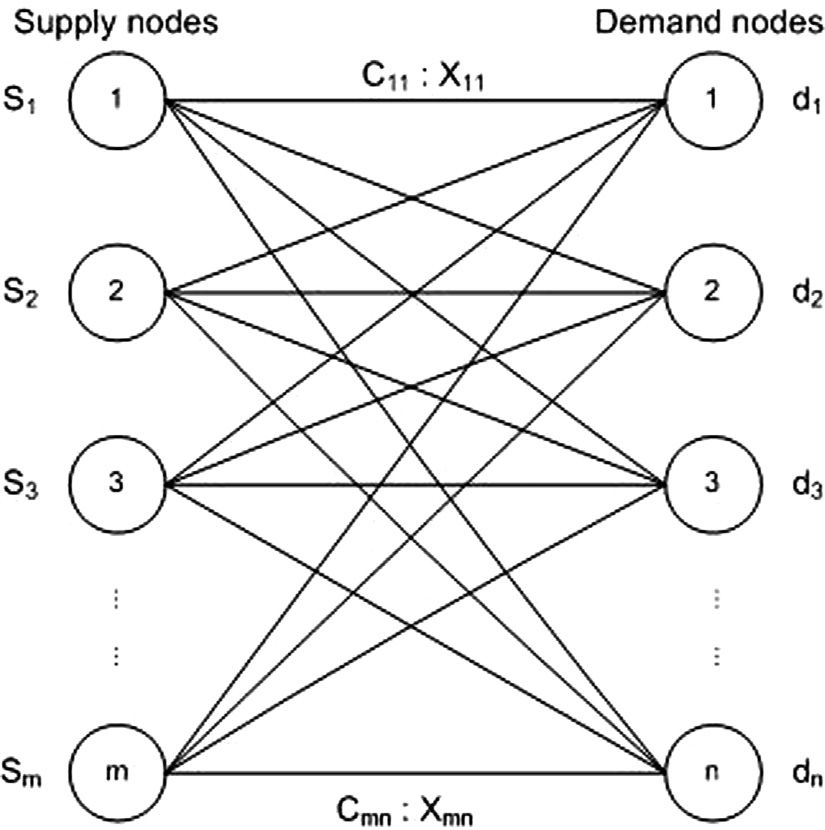 Supply nodes Demand nodes
C₁₁ : X₁₁
S₁ 1 1 d₁
S₂ 2 2 d₂
S₃ 3 3 d₃
⋮ ⋮
⋮ ⋮
Sₘ m n dₙ
Cₘₙ : Xₘₙ